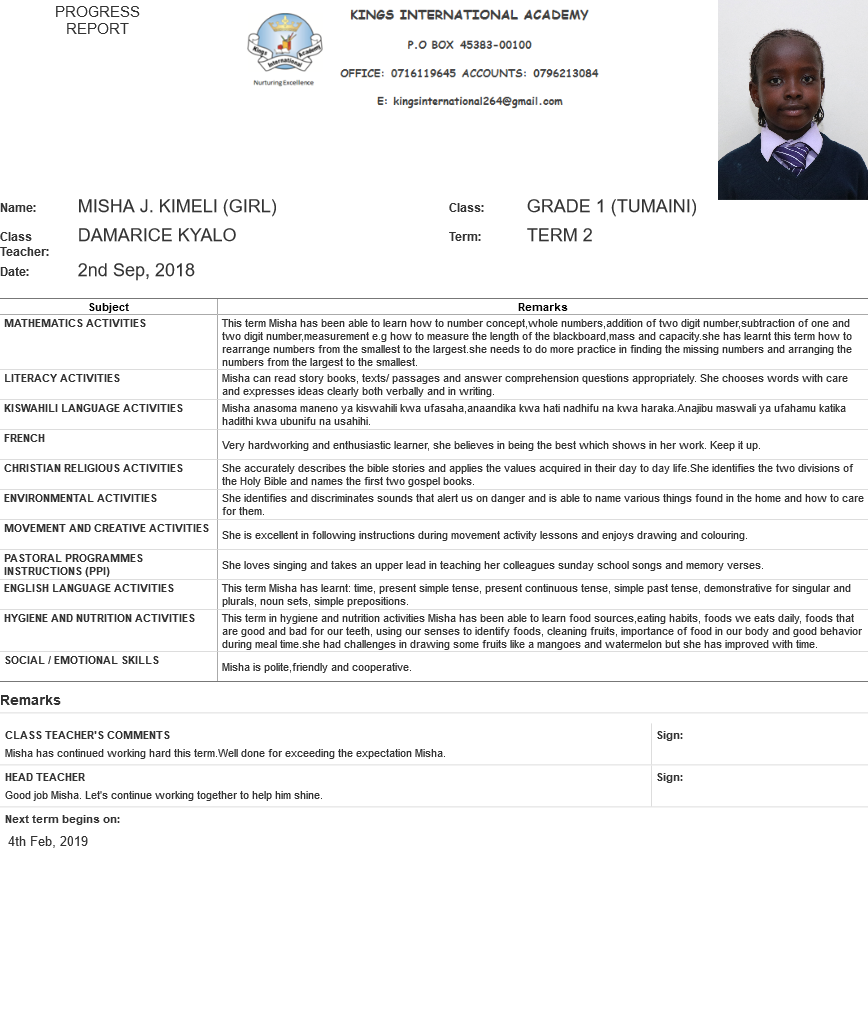 PROGRESS
REPORT
Kings International Academy
Nurturing Excellence
KINGS INTERNATIONAL ACADEMY
P.O BOX 45383-00100
OFFICE: 0716119645 ACCOUNTS: 0796213084
E: kingsinternational264@gmail.com
Name: MISHA J. KIMELI (GIRL) Class: GRADE 1 (TUMAINI)
Class Teacher: DAMARICE KYALO Term: TERM 2
Date: 2nd Sep, 2018
Subject Remarks
MATHEMATICS ACTIVITIES This term Misha has been able to learn how to number concept,whole numbers,addition of two digit number,subtraction of one and
two digit number,measurement e.g how to measure the length of the blackboard,mass and capacity.she has learnt this term how to
rearrange numbers from the smallest to the largest.she needs to do more practice in finding the missing numbers and arranging the
numbers from the largest to the smallest.
LITERACY ACTIVITIES Misha can read story books, texts/ passages and answer comprehension questions appropriately. She chooses words with care
and expresses ideas clearly both verbally and in writing.
KISWAHILI LANGUAGE ACTIVITIES Misha anasoma maneno ya kiswahili kwa ufasaha,anaandika kwa hati nadhifu na kwa haraka.Anajibu maswali ya ufahamu katika
hadithi kwa ubunifu na usahihi.
FRENCH Very hardworking and enthusiastic learner, she believes in being the best which shows in her work. Keep it up.
CHRISTIAN RELIGIOUS ACTIVITIES She accurately describes the bible stories and applies the values acquired in their day to day life.She identifies the two divisions of
the Holy Bible and names the first two gospel books.
ENVIRONMENTAL ACTIVITIES She identifies and discriminates sounds that alert us on danger and is able to name various things found in the home and how to care
for them.
MOVEMENT AND CREATIVE ACTIVITIES She is excellent in following instructions during movement activity lessons and enjoys drawing and colouring.
PASTORAL PROGRAMMES
INSTRUCTIONS (PPI) She loves singing and takes an upper lead in teaching her colleagues sunday school songs and memory verses.
ENGLISH LANGUAGE ACTIVITIES This term Misha has learnt: time, present simple tense, present continuous tense, simple past tense, demonstrative for singular and
plurals, noun sets, simple prepositions.
HYGIENE AND NUTRITION ACTIVITIES This term in hygiene and nutrition activities Misha has been able to learn food sources,eating habits, foods we eats daily, foods that
are good and bad for our teeth, using our senses to identify foods, cleaning fruits, importance of food in our body and good behavior
during meal time.she had challenges in drawing some fruits like a mangoes and watermelon but she has improved with time.
SOCIAL / EMOTIONAL SKILLS Misha is polite,friendly and cooperative.
Remarks
CLASS TEACHER'S COMMENTS Sign:
Misha has continued working hard this term.Well done for exceeding the expectation Misha.
HEAD TEACHER Sign:
Good job Misha. Let's continue working together to help him shine.
Next term begins on:
4th Feb, 2019